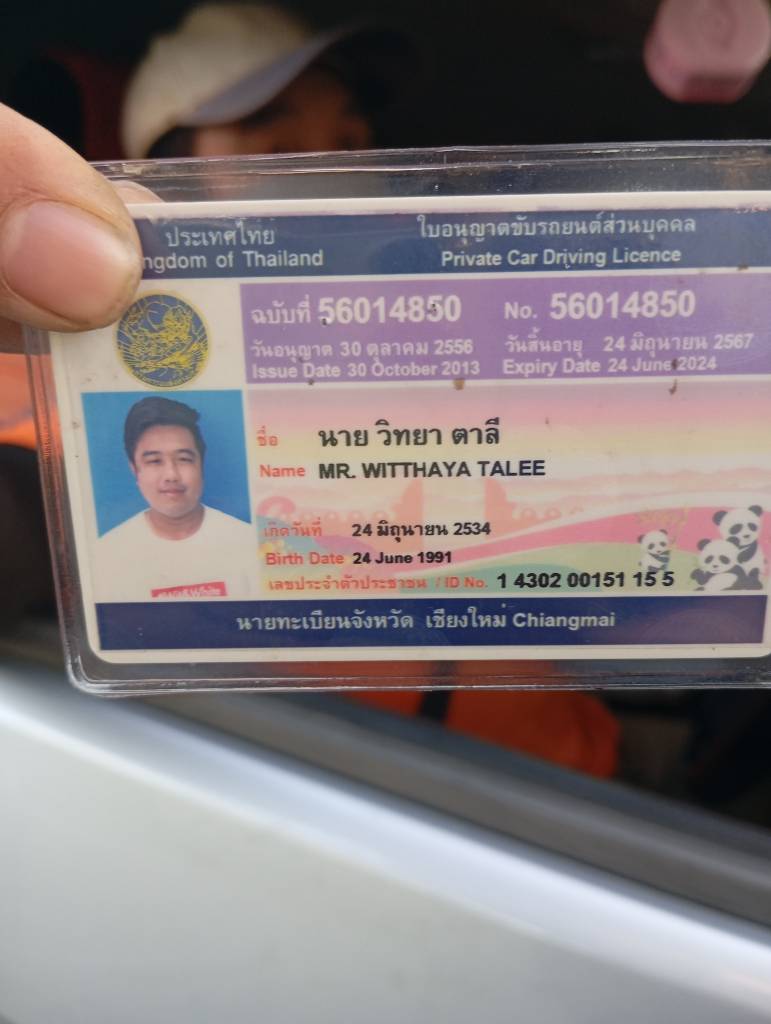 ประเทศไทย
ngdom of Thailand
ใบอนุญาตขับรถยนต์ส่วนบุคคล
Private Car Driving Licence
ฉบับที่ 56014850 No. 56014850
วันอนุญาต 30 ตุลาคม 2556 วันสิ้นอายุ 24 มิถุนายน 2567
Issue Date 30 October 2013 Expiry Date 24 June 2024
ชื่อ นาย วิทยา ตาลี
Name MR. WITTHAYA TALEE
เกิดวันที่ 24 มิถุนายน 2534
Birth Date 24 June 1991
เลขประจำตัวประชาชน / ID No. 1 4302 00151 15 5
นายทะเบียนจังหวัด เชียงใหม่ Chiangmai